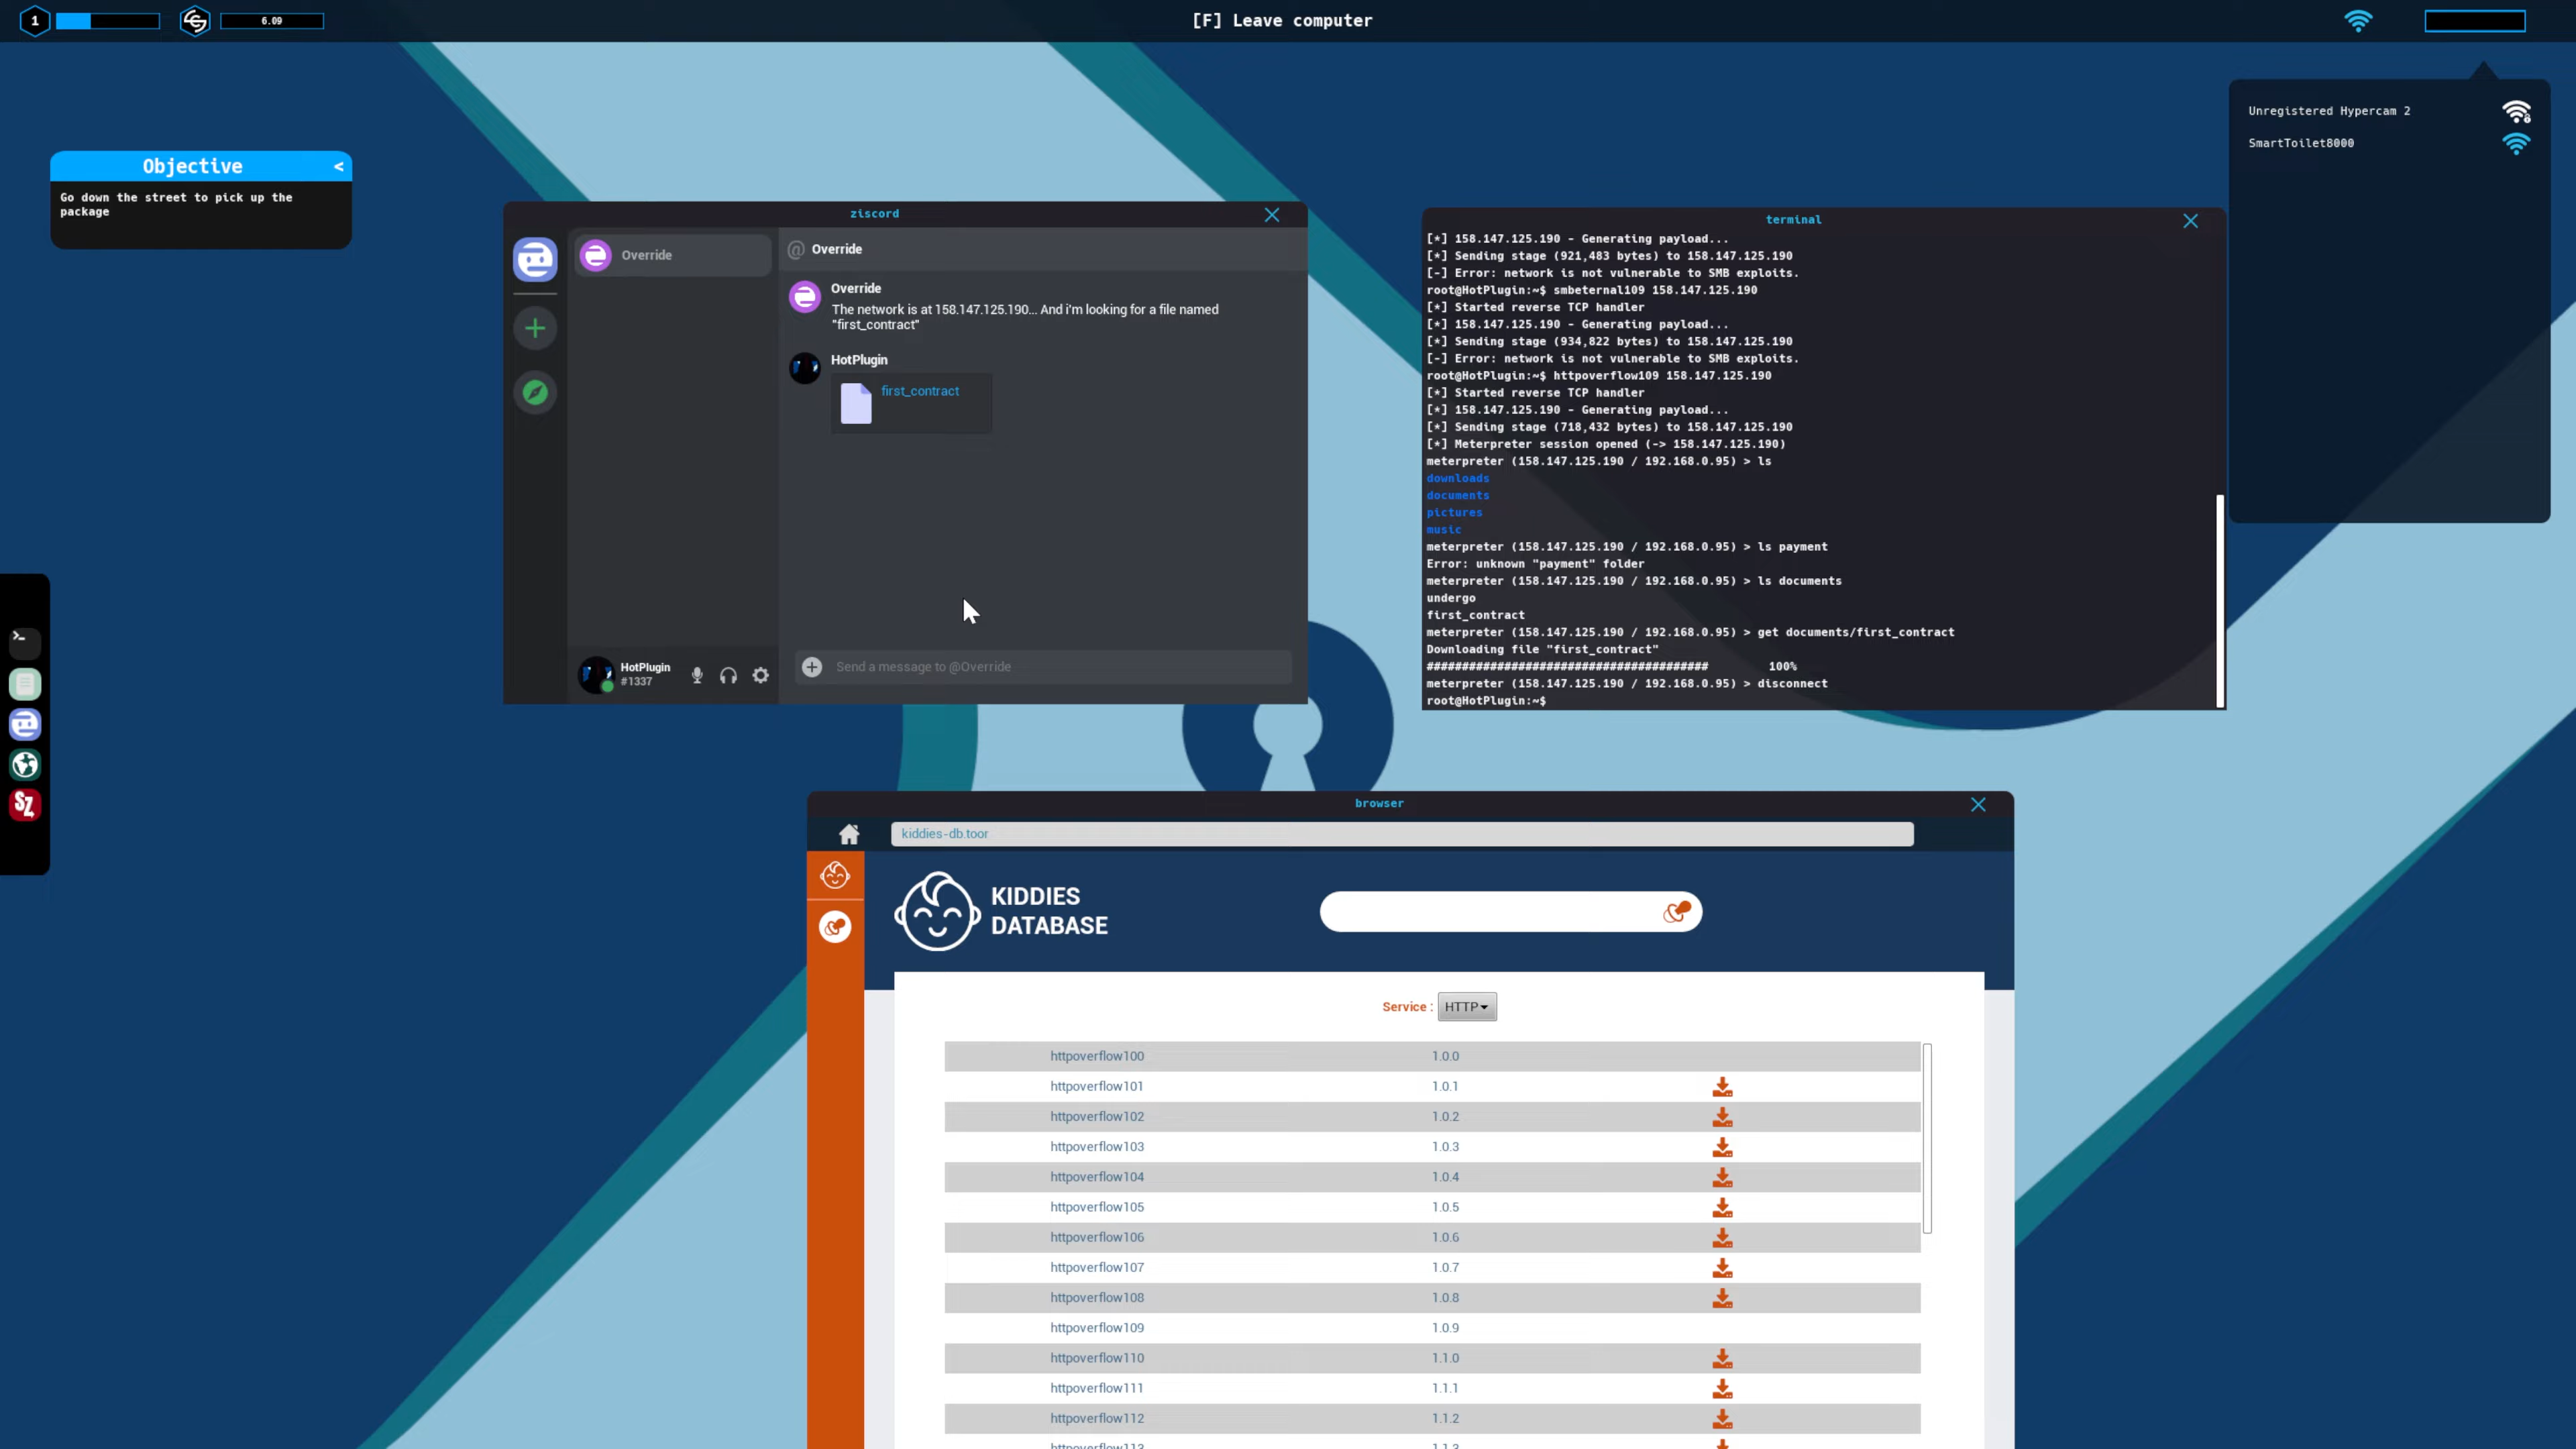 1
6.09
[F] Leave computer
Unregistered Hypercam 2
SmartToilet8000
Objective <
Go down the street to pick up the
package
ziscord
Override
@ Override
Override
The network is at 158.147.125.190... And i'm looking for a file named
"first_contract"
HotPlugin
first_contract
HotPlugin
#1337
Send a message to @Override
terminal
[*] 158.147.125.190 - Generating payload...
[*] Sending stage (921,483 bytes) to 158.147.125.190
[-] Error: network is not vulnerable to SMB exploits.
root@HotPlugin:~$ smbeternal109 158.147.125.190
[*] Started reverse TCP handler
[*] 158.147.125.190 - Generating payload...
[*] Sending stage (934,822 bytes) to 158.147.125.190
[-] Error: network is not vulnerable to SMB exploits.
root@HotPlugin:~$ httpoverflow109 158.147.125.190
[*] Started reverse TCP handler
[*] 158.147.125.190 - Generating payload...
[*] Sending stage (718,432 bytes) to 158.147.125.190
[*] Meterpreter session opened (-> 158.147.125.190)
meterpreter (158.147.125.190 / 192.168.0.95) > ls
downloads
documents
pictures
music
meterpreter (158.147.125.190 / 192.168.0.95) > ls payment
Error: unknown "payment" folder
meterpreter (158.147.125.190 / 192.168.0.95) > ls documents
undergo
first_contract
meterpreter (158.147.125.190 / 192.168.0.95) > get documents/first_contract
Downloading file "first_contract"
######################################## 100%
meterpreter (158.147.125.190 / 192.168.0.95) > disconnect
root@HotPlugin:~$
browser
kiddies-db.toor
KIDDIES
DATABASE
Service : HTTP
httpoverflow100 1.0.0
httpoverflow101 1.0.1
httpoverflow102 1.0.2
httpoverflow103 1.0.3
httpoverflow104 1.0.4
httpoverflow105 1.0.5
httpoverflow106 1.0.6
httpoverflow107 1.0.7
httpoverflow108 1.0.8
httpoverflow109 1.0.9
httpoverflow110 1.1.0
httpoverflow111 1.1.1
httpoverflow112 1.1.2
httpoverflow113 1.1.3